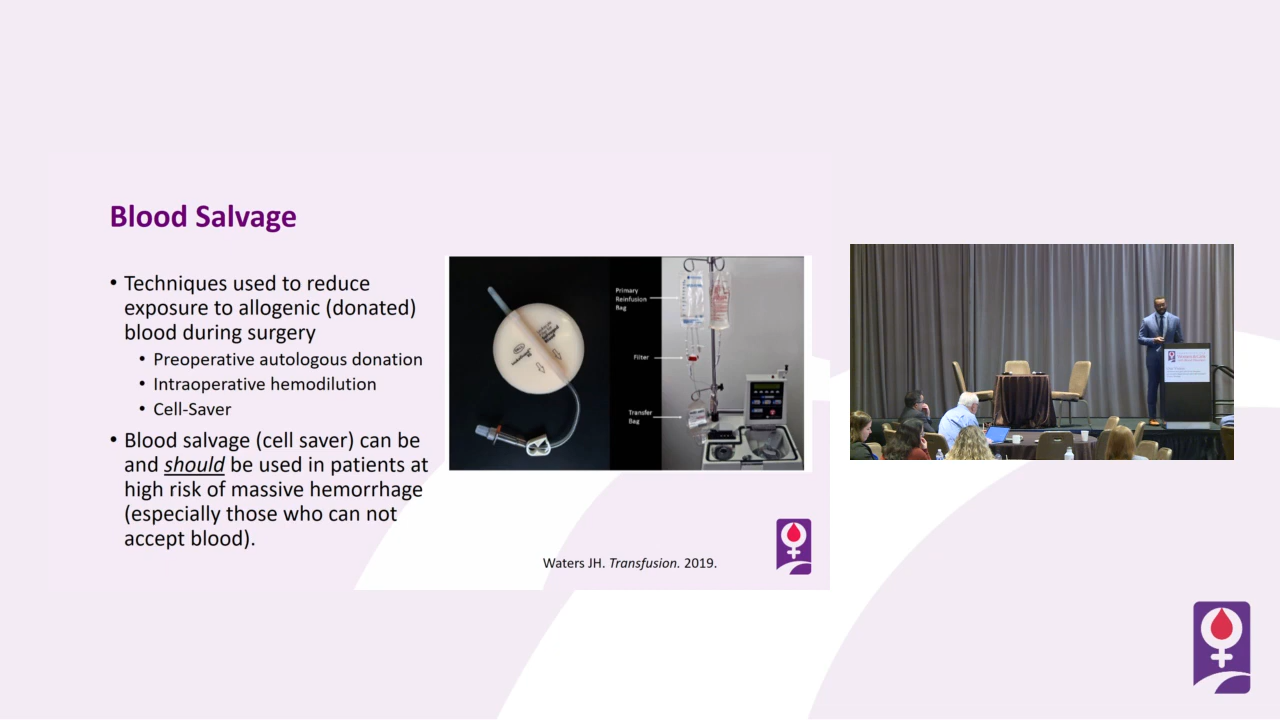 Blood Salvage
• Techniques used to reduce
exposure to allogenic (donated)
blood during surgery
• Preoperative autologous donation
• Intraoperative hemodilution
• Cell-Saver
• Blood salvage (cell saver) can be
and should be used in patients at
high risk of massive hemorrhage
(especially those who can not
accept blood).
Primary
Reinfusion
Bag
Filter
Transfer
Bag
Waters JH. Transfusion. 2019.